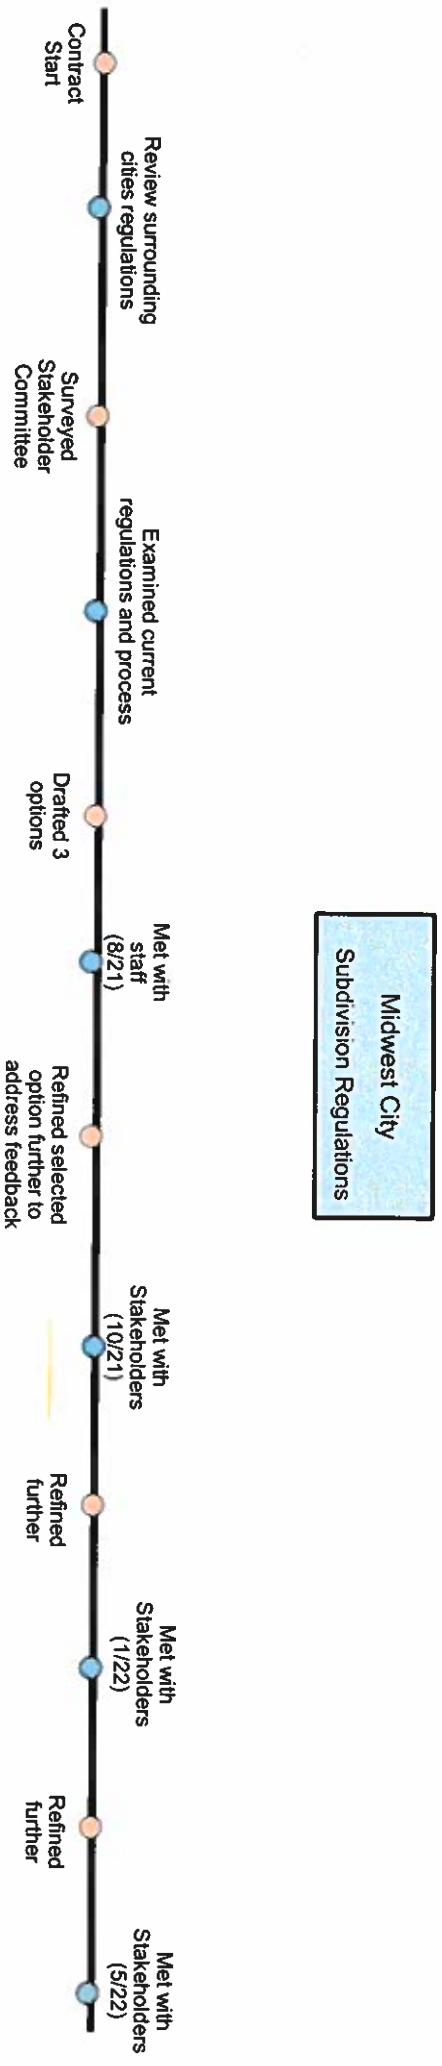 Midwest City
Subdivision Regulations
Contract
Start
Review surrounding
cities regulations
Surveyed
Stakeholder
Committee
Examined current
regulations and process
Drafted 3
options
Met with
staff
(8/21)
Refined selected
option further to
address feedback
Met with
Stakeholders
(10/21)
Refined
further
Met with
Stakeholders
(1/22)
Refined
further
Met with
Stakeholders
(5/22)